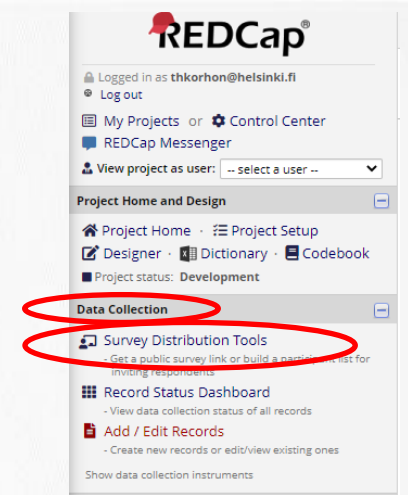 REDCap®
Logged in as thkorhon@helsinki.fi
Log out
My Projects or Control Center
REDCap Messenger
View project as user: -- select a user --
Project Home and Design
Project Home · Project Setup
Designer · Dictionary · Codebook
Project status: Development
Data Collection
Survey Distribution Tools
- Get a public survey link or build a participant list for
inviting respondents
Record Status Dashboard
- View data collection status of all records
Add / Edit Records
- Create new records or edit/view existing ones
Show data collection instruments